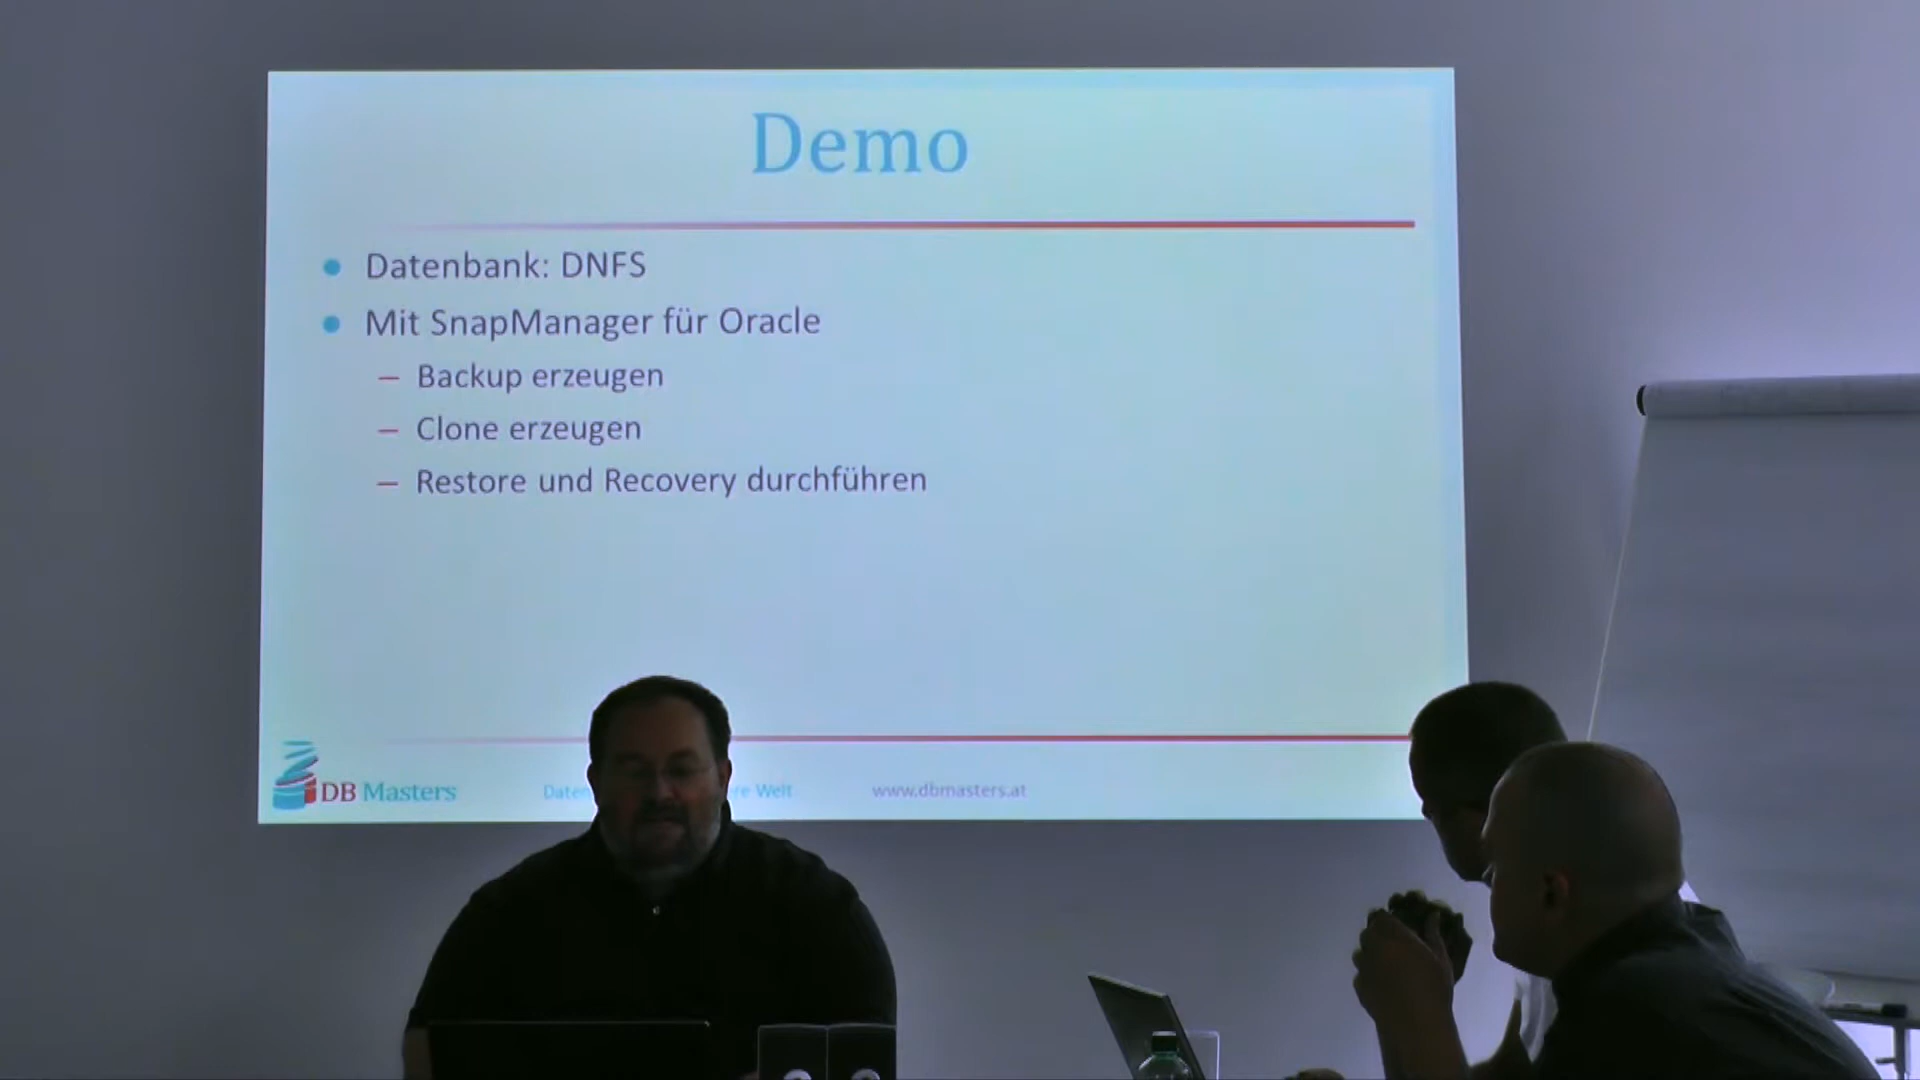 Demo
Datenbank: DNFS
Mit SnapManager für Oracle
– Backup erzeugen
– Clone erzeugen
– Restore und Recovery durchführen
DB Masters Welt www.dbmasters.at